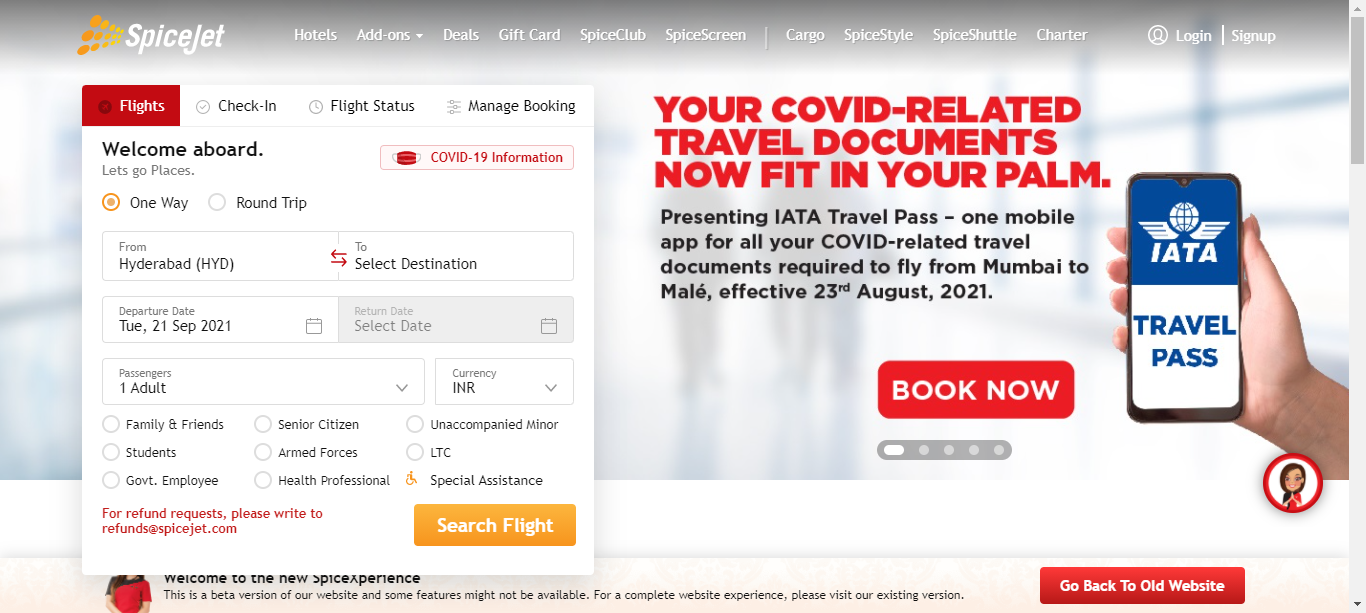 SpiceJet
Hotels Add-ons Deals Gift Card SpiceClub SpiceScreen Cargo SpiceStyle SpiceShuttle Charter Login Signup
Flights Check-In Flight Status Manage Booking
Welcome aboard.
Lets go Places.
COVID-19 Information
One Way Round Trip
From
Hyderabad (HYD)
To
Select Destination
Departure Date
Tue, 21 Sep 2021
Return Date
Select Date
Passengers
1 Adult
Currency
INR
Family & Friends Senior Citizen Unaccompanied Minor
Students Armed Forces LTC
Govt. Employee Health Professional Special Assistance
For refund requests, please write to
refunds@spicejet.com
Search Flight
YOUR COVID-RELATED
TRAVEL DOCUMENTS
NOW FIT IN YOUR PALM.
Presenting IATA Travel Pass – one mobile
app for all your COVID-related travel
documents required to fly from Mumbai to
Malé, effective 23rd August, 2021.
BOOK NOW
IATA
TRAVEL
PASS
Welcome to the new SpiceXperience
This is a beta version of our website and some features might not be available. For a complete website experience, please visit our existing version.
Go Back To Old Website